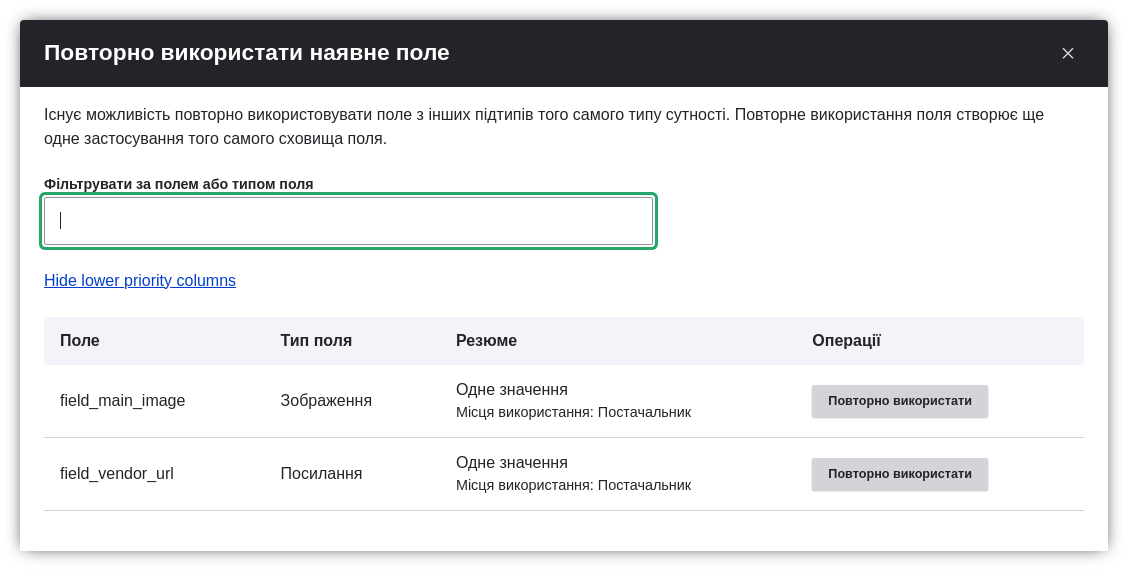 Повторно використати наявне поле
Існує можливість повторно використовувати поле з інших підтипів того самого типу сутності. Повторне використання поля створює ще
одне застосування того самого сховища поля.
Фільтрувати за полем або типом поля
Hide lower priority columns
Поле Тип поля Резюме Операції
field_main_image Зображення Одне значення Повторно використати
Місця використання: Постачальник
field_vendor_url Посилання Одне значення Повторно використати
Місця використання: Постачальник